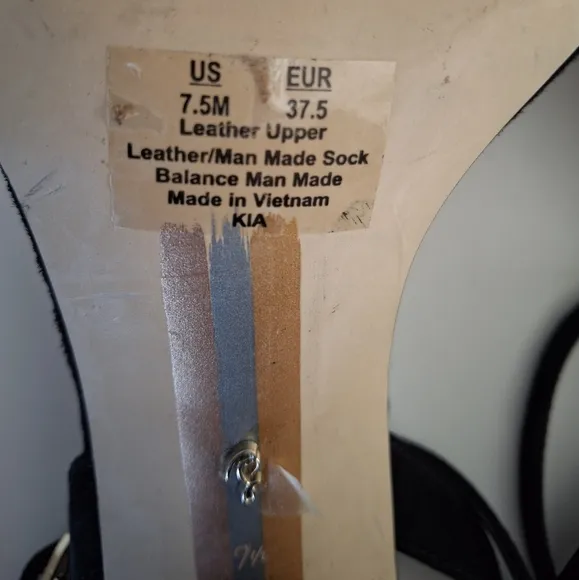 US EUR
7.5M 37.5
Leather Upper
Leather/Man Made Sock
Balance Man Made
Made in Vietnam
KIA